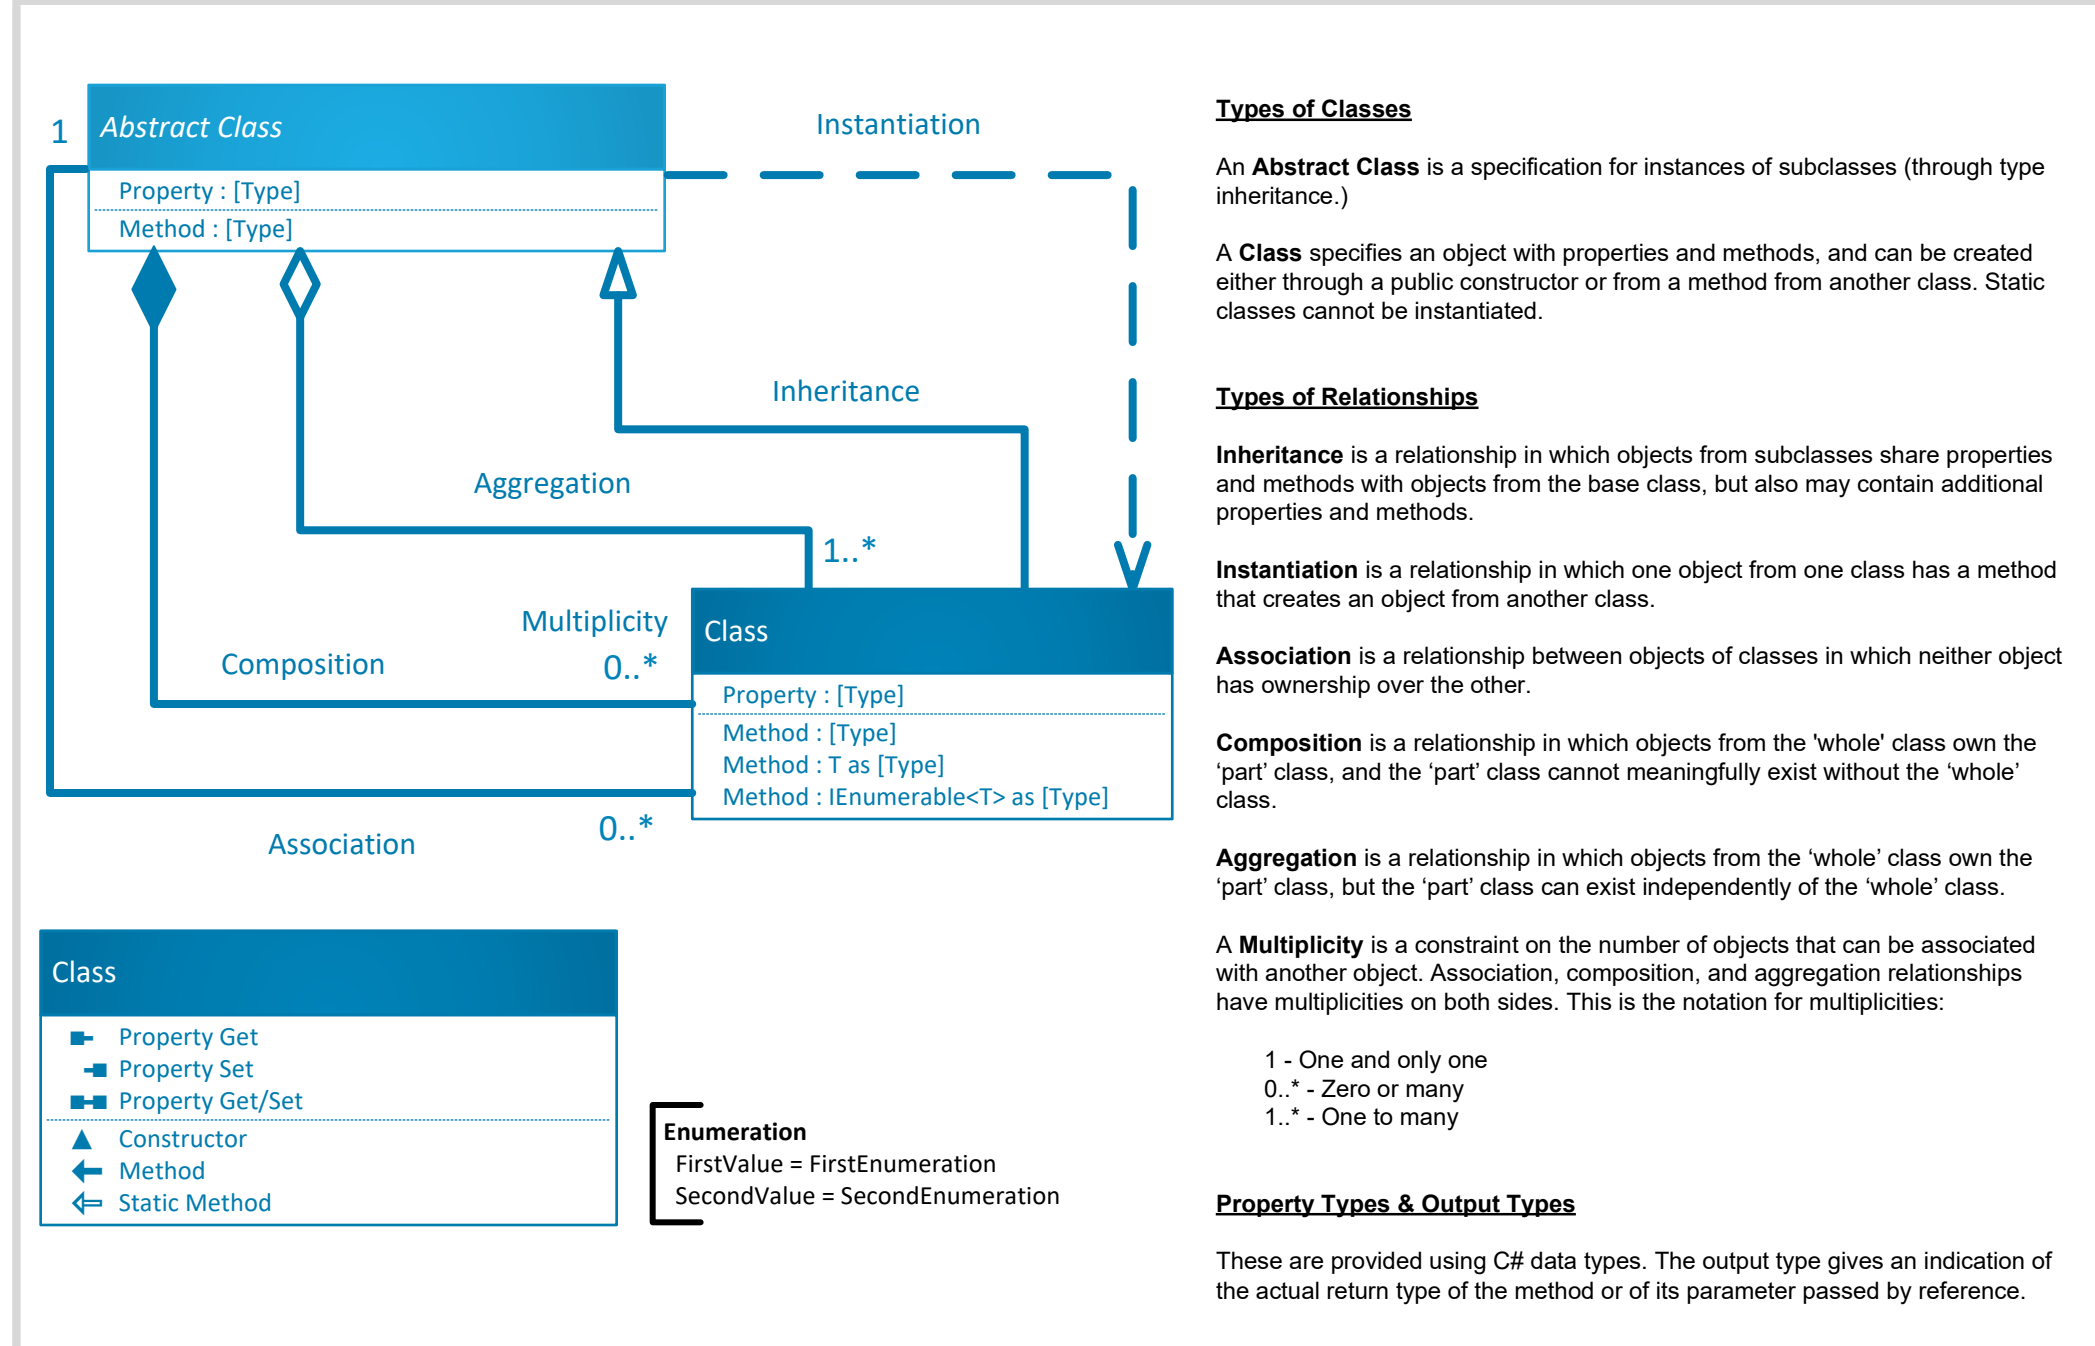 1
Abstract Class
Property : [Type]
Method : [Type]
Instantiation
Inheritance
Aggregation
1..*
Multiplicity
Composition
0..*
Class
Property : [Type]
Method : [Type]
Method : T as [Type]
Method : IEnumerable<T> as [Type]
Association
0..*
Class
Property Get
Property Set
Property Get/Set
Constructor
Method
Static Method
Enumeration
FirstValue = FirstEnumeration
SecondValue = SecondEnumeration
Types of Classes
An Abstract Class is a specification for instances of subclasses (through type
inheritance.)
A Class specifies an object with properties and methods, and can be created
either through a public constructor or from a method from another class. Static
classes cannot be instantiated.
Types of Relationships
Inheritance is a relationship in which objects from subclasses share properties
and methods with objects from the base class, but also may contain additional
properties and methods.
Instantiation is a relationship in which one object from one class has a method
that creates an object from another class.
Association is a relationship between objects of classes in which neither object
has ownership over the other.
Composition is a relationship in which objects from the 'whole' class own the
‘part’ class, and the ‘part’ class cannot meaningfully exist without the ‘whole’
class.
Aggregation is a relationship in which objects from the ‘whole’ class own the
‘part’ class, but the ‘part’ class can exist independently of the ‘whole’ class.
A Multiplicity is a constraint on the number of objects that can be associated
with another object. Association, composition, and aggregation relationships
have multiplicities on both sides. This is the notation for multiplicities:
1 - One and only one
0..* - Zero or many
1..* - One to many
Property Types & Output Types
These are provided using C# data types. The output type gives an indication of
the actual return type of the method or of its parameter passed by reference.